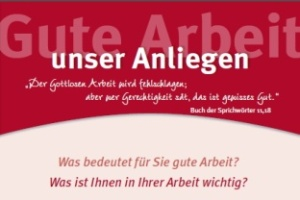 Gute Arbeit
unser Anliegen
„Der Gottlosen Arbeit wird fehlschlagen;
aber wer Gerechtigkeit sät, das ist gewisses Gut.“
Buch der Sprichwörter 11,18
Was bedeutet für Sie gute Arbeit?
Was ist Ihnen in Ihrer Arbeit wichtig?